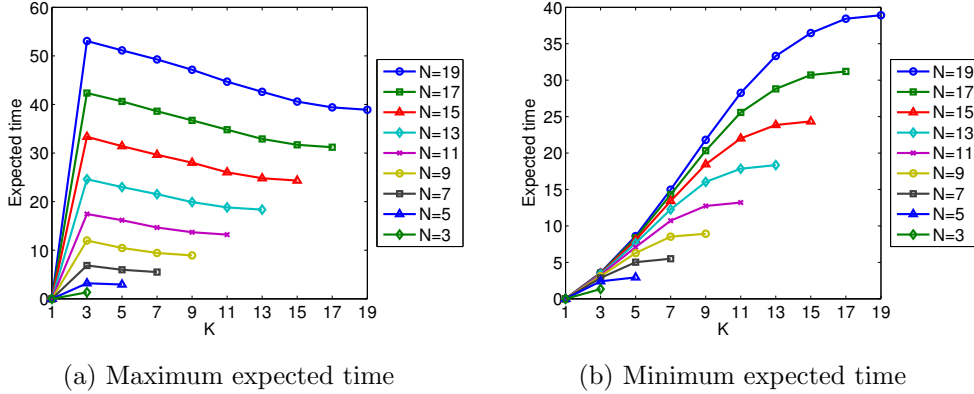 60
50
40
30
20
10
0
1 3 5 7 9 11 13 15 17 19
K
Expected time
N=19
N=17
N=15
N=13
N=11
N=9
N=7
N=5
N=3
(a) Maximum expected time
40
35
30
25
20
15
10
5
0
1 3 5 7 9 11 13 15 17 19
K
Expected time
N=19
N=17
N=15
N=13
N=11
N=9
N=7
N=5
N=3
(b) Minimum expected time